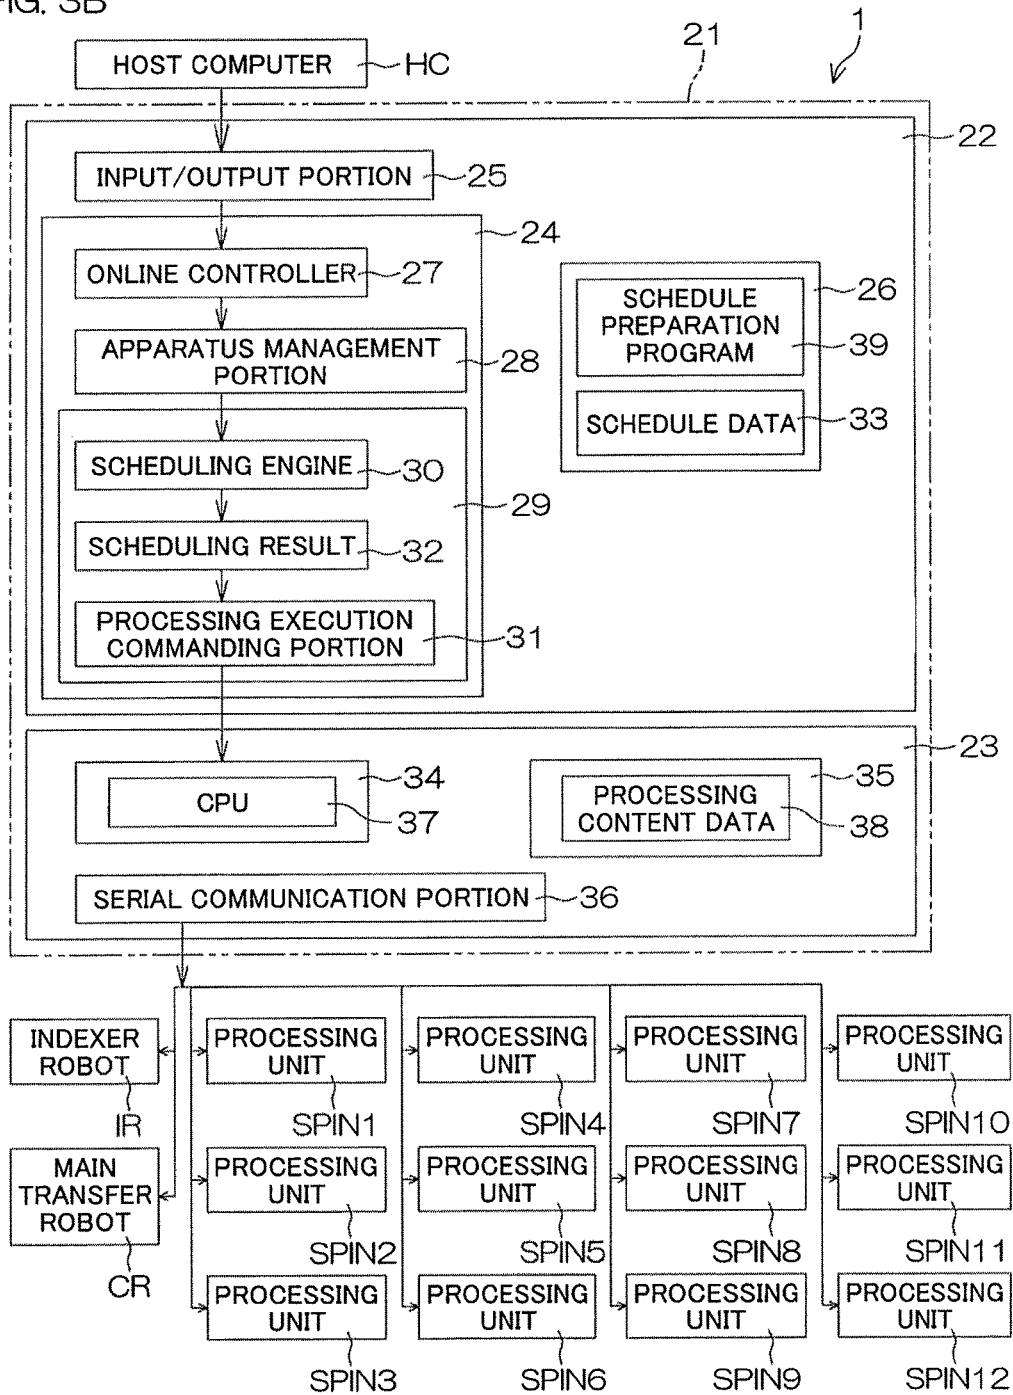 FIG. 3B
1
21
HOST COMPUTER
HC
22
INPUT/OUTPUT PORTION
25
24
ONLINE CONTROLLER
27
26
SCHEDULE
PREPARATION
PROGRAM
39
APPARATUS MANAGEMENT
PORTION
28
SCHEDULE DATA
33
SCHEDULING ENGINE
30
29
SCHEDULING RESULT
32
PROCESSING EXECUTION
COMMANDING PORTION
31
23
34
CPU
37
35
PROCESSING
CONTENT DATA
38
SERIAL COMMUNICATION PORTION
36
INDEXER
ROBOT
IR
PROCESSING
UNIT
SPIN1
PROCESSING
UNIT
SPIN4
PROCESSING
UNIT
SPIN7
PROCESSING
UNIT
SPIN10
MAIN
TRANSFER
ROBOT
CR
PROCESSING
UNIT
SPIN2
PROCESSING
UNIT
SPIN5
PROCESSING
UNIT
SPIN8
PROCESSING
UNIT
SPIN11
PROCESSING
UNIT
SPIN3
PROCESSING
UNIT
SPIN6
PROCESSING
UNIT
SPIN9
PROCESSING
UNIT
SPIN12